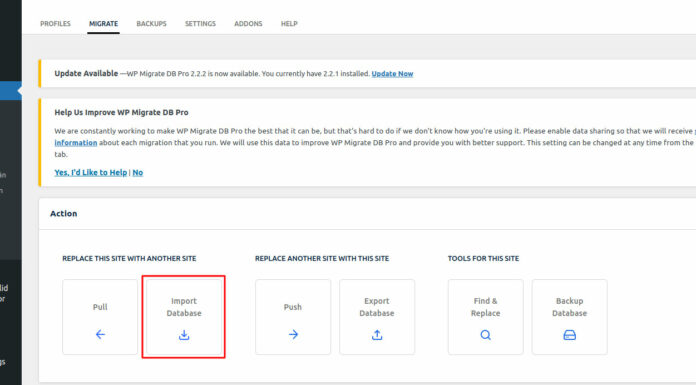 PROFILES MIGRATE BACKUPS SETTINGS ADDONS HELP
Update Available —WP Migrate DB Pro 2.2.2 is now available. You currently have 2.2.1 installed. Update Now
Help Us Improve WP Migrate DB Pro
We are constantly working to make WP Migrate DB Pro the best that it can be, but that's hard to do if we don't know how you're using it. Please enable data sharing so that we will receive
information about each migration that you run. We will use this data to improve WP Migrate DB Pro and provide you with better support. This setting can be changed at any time from the
tab.
Yes, I'd Like to Help | No
Action
REPLACE THIS SITE WITH ANOTHER SITE
REPLACE ANOTHER SITE WITH THIS SITE
TOOLS FOR THIS SITE
Pull
Import
Database
Push
Export
Database
Find &
Replace
Backup
Database